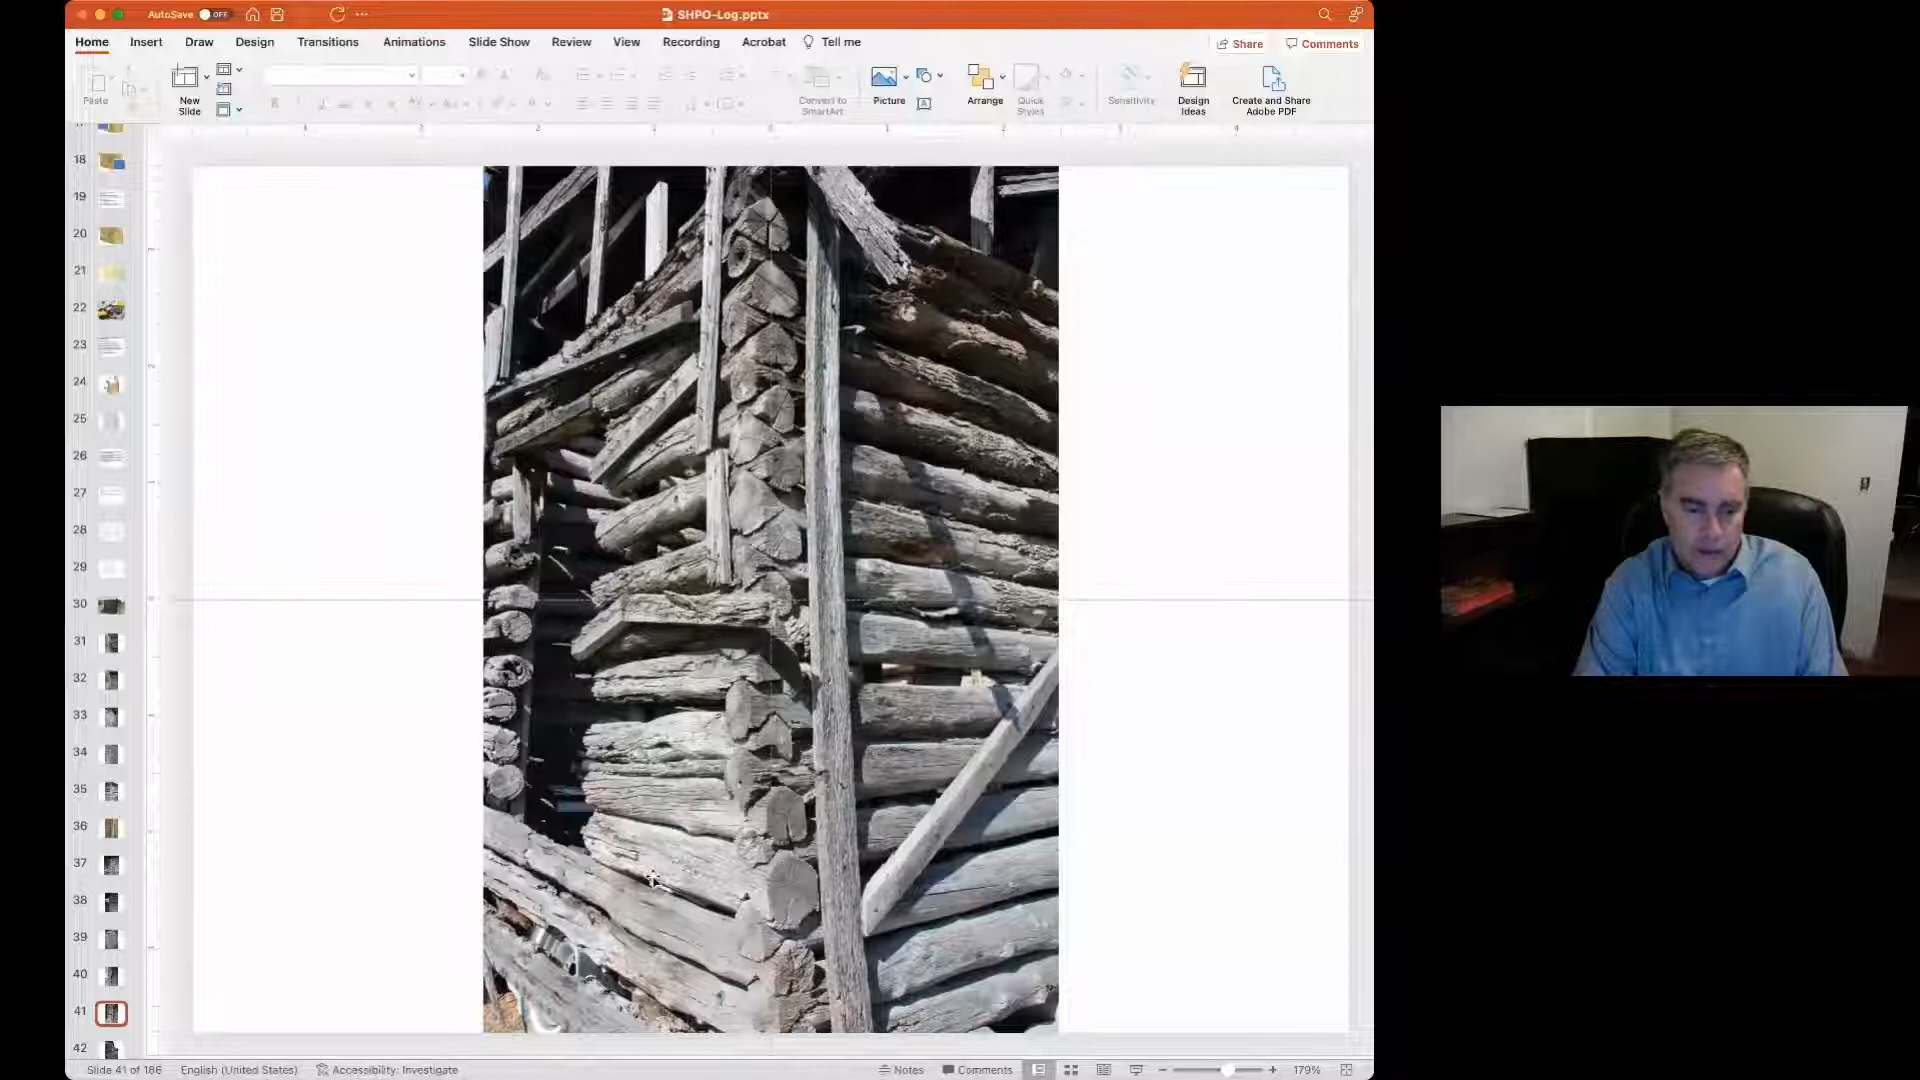 AutoSave OFF
SHPO-Log.pptx
Home Insert Draw Design Transitions Animations Slide Show Review View Recording Acrobat Tell me
Share Comments
Paste
New Slide
Convert to SmartArt
Picture
Arrange
Quick Styles
Sensitivity
Design Ideas
Create and Share Adobe PDF
18
19
20
21
22
23
24
25
26
27
28
29
30
31
32
33
34
35
36
37
38
39
40
41
42
Slide 41 of 186 English (United States) Accessibility: Investigate Notes Comments 179%